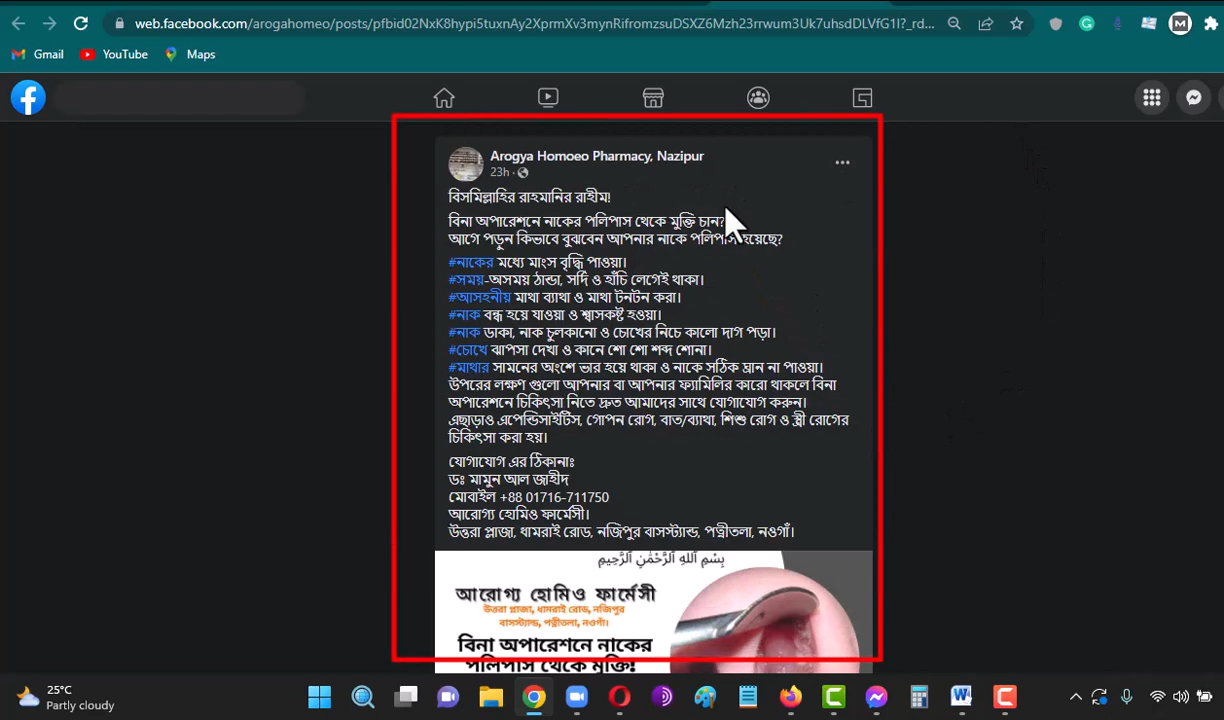 web.facebook.com/arogahomeo/posts/pfbid02NxK8hypi5tuxnAy2XprmXv3mynRifromzsuDSXZ6Mzh23rrwum3Uk7uhsdDLVfG1l?_rd...
Gmail YouTube Maps
Arogya Homoeo Pharmacy, Nazipur
23h ·
বিসমিল্লাহির রাহমানির রাহীম!
বিনা অপারেশনে নাকের পলিপাস থেকে মুক্তি চান?
আগে পড়ুন কিভাবে বুঝবেন আপনার নাকে পলিপাস হয়েছে?
#নাকের মধ্যে মাংস বৃদ্ধি পাওয়া।
#সময়-অসময় ঠান্ডা, সর্দি ও হাঁচি লেগেই থাকা।
#আসহনীয় মাথা ব্যাথা ও মাথা টনটন করা।
#নাক বন্ধ হয়ে যাওয়া ও শ্বাসকষ্ট হওয়া।
#নাক ডাকা, নাক চুলকানো ও চোখের নিচে কালো দাগ পড়া।
#চোখে ঝাপসা দেখা ও কানে শো শো শব্দ শোনা।
#মাথার সামনের অংশে ভার হয়ে থাকা ও নাকে সঠিক ঘ্রান না পাওয়া।
উপরের লক্ষণ গুলো আপনার বা আপনার ফ্যামিলির কারো থাকলে বিনা
অপারেশনে চিকিৎসা নিতে দ্রুত আমাদের সাথে যোগাযোগ করুন।
এছাড়াও এপেন্ডিসাইটিস, গোপন রোগ, বাত/ব্যাথা, শিশু রোগ ও স্ত্রী রোগের
চিকিৎসা করা হয়।
যোগাযোগ এর ঠিকানাঃ
ডঃ মামুন আল জাহীদ
মোবাইল +88 01716-711750
আরোগ্য হোমিও ফার্মেসী।
উত্তরা প্লাজা, ধামরাই রোড, নজিপুর বাসস্ট্যান্ড, পত্নীতলা, নওগাঁ।
بِسْمِ ٱللَّهِ ٱلرَّحْمَٰنِ ٱلرَّحِيمِ
আরোগ্য হোমিও ফার্মেসী
উত্তরা প্লাজা, ধামরাই রোড, নজিপুর
বাসস্ট্যান্ড, পত্নীতলা, নওগাঁ।
বিনা অপারেশনে নাকের
পলিপাস থেকে মুক্তি!
25°C
Partly cloudy